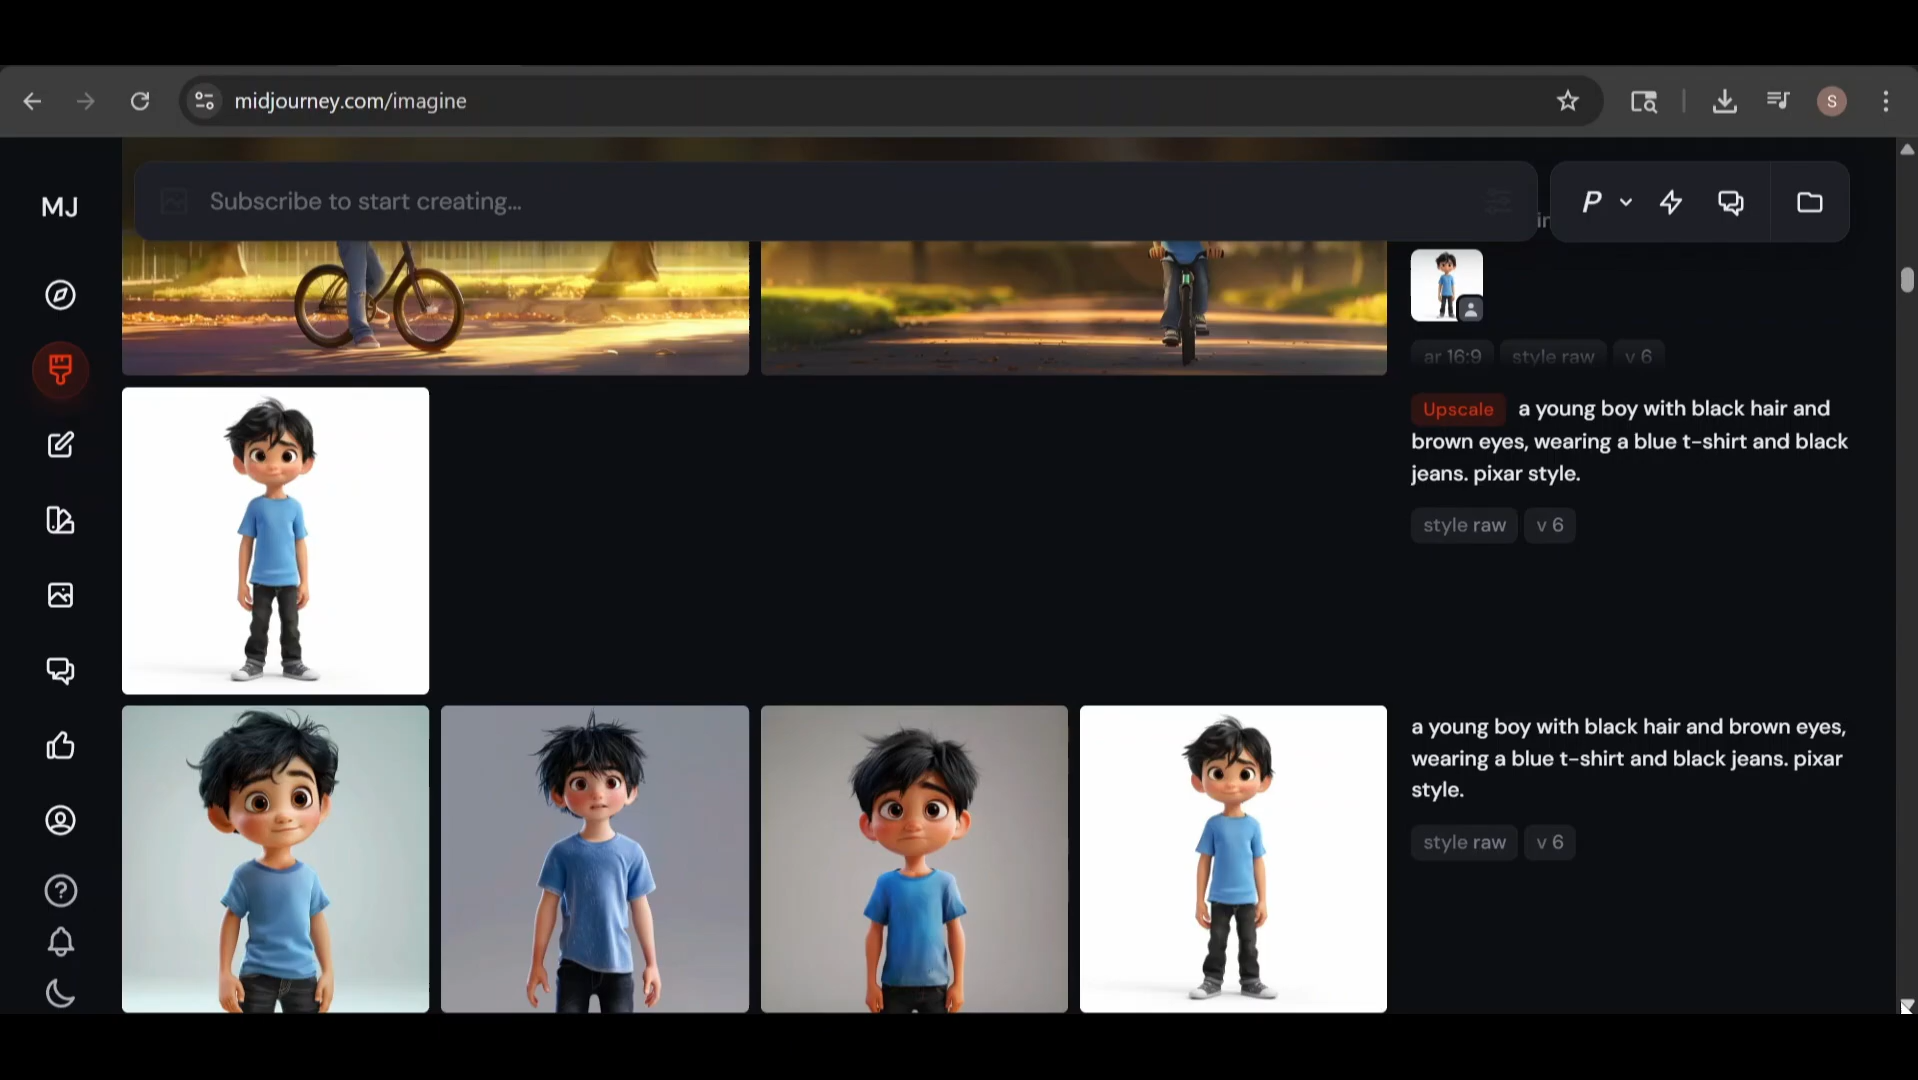 midjourney.com/imagine
S
MJ
Subscribe to start creating...
P
in
ar 16:9 style raw v 6
Upscale a young boy with black hair and
brown eyes, wearing a blue t-shirt and black
jeans. pixar style.
style raw v 6
a young boy with black hair and brown eyes,
wearing a blue t-shirt and black jeans. pixar
style.
style raw v 6